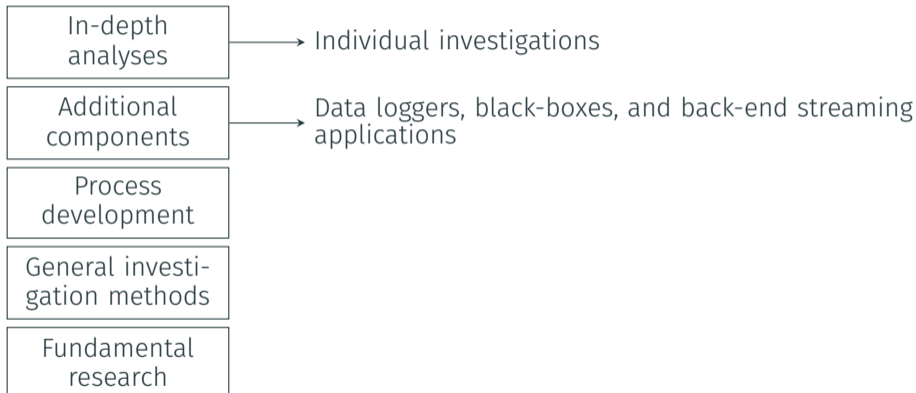 In-depth
analyses
Individual investigations
Additional
components
Data loggers, black-boxes, and back-end streaming
applications
Process
development
General investi-
gation methods
Fundamental
research